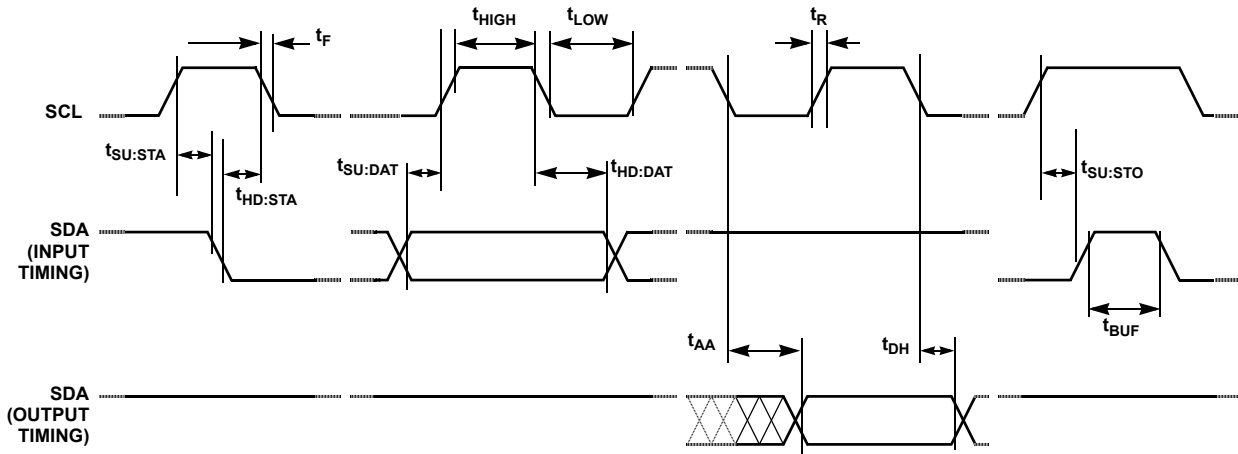 tHIGH
tLOW
tR
tF
SCL
tSU:STA
tHD:STA
tSU:DAT
tHD:DAT
tSU:STO
SDA
(INPUT
TIMING)
tBUF
tAA
tDH
SDA
(OUTPUT
TIMING)